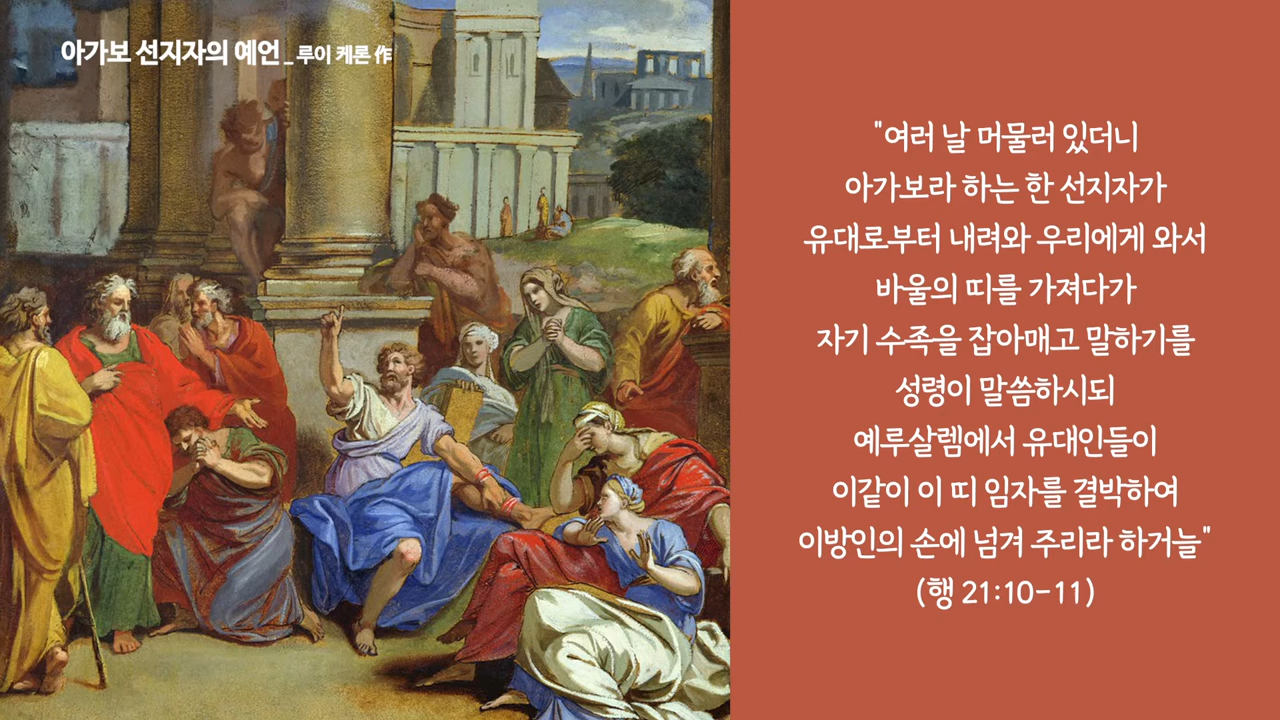 아가보 선지자의 예언 _ 루이 케론 作
"여러 날 머물러 있더니
아가보라 하는 한 선지자가
유대로부터 내려와 우리에게 와서
바울의 띠를 가져다가
자기 수족을 잡아매고 말하기를
성령이 말씀하시되
예루살렘에서 유대인들이
이같이 이 띠 임자를 결박하여
이방인의 손에 넘겨 주리라 하거늘"
(행 21:10-11)